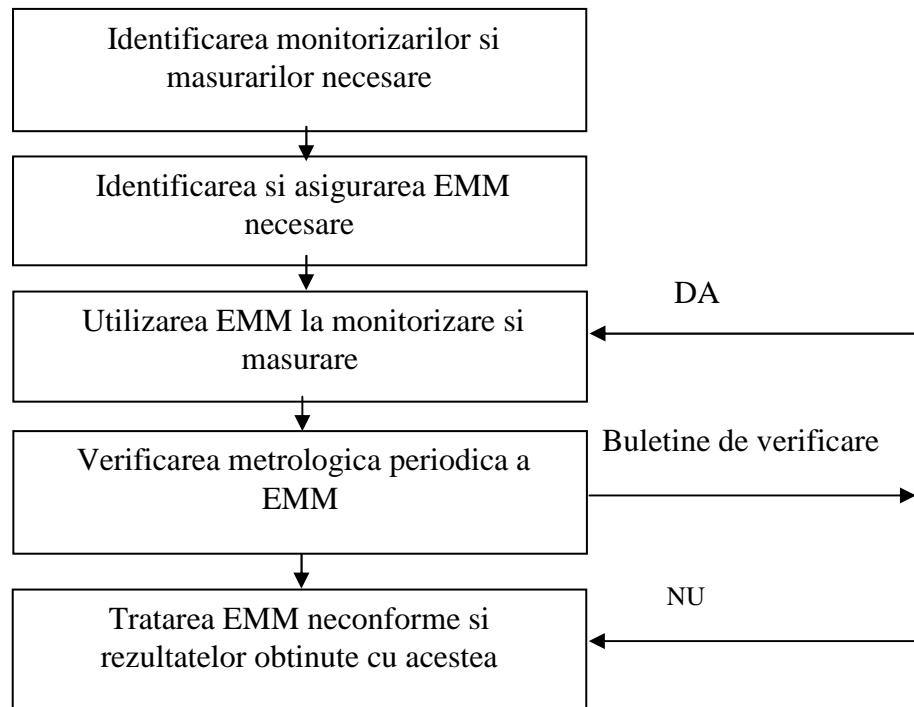 Identificarea monitorizarilor si
masurarilor necesare
Identificarea si asigurarea EMM
necesare
DA
Utilizarea EMM la monitorizare si
masurare
Buletine de verificare
Verificarea metrologica periodica a
EMM
NU
Tratarea EMM neconforme si
rezultatelor obtinute cu acestea